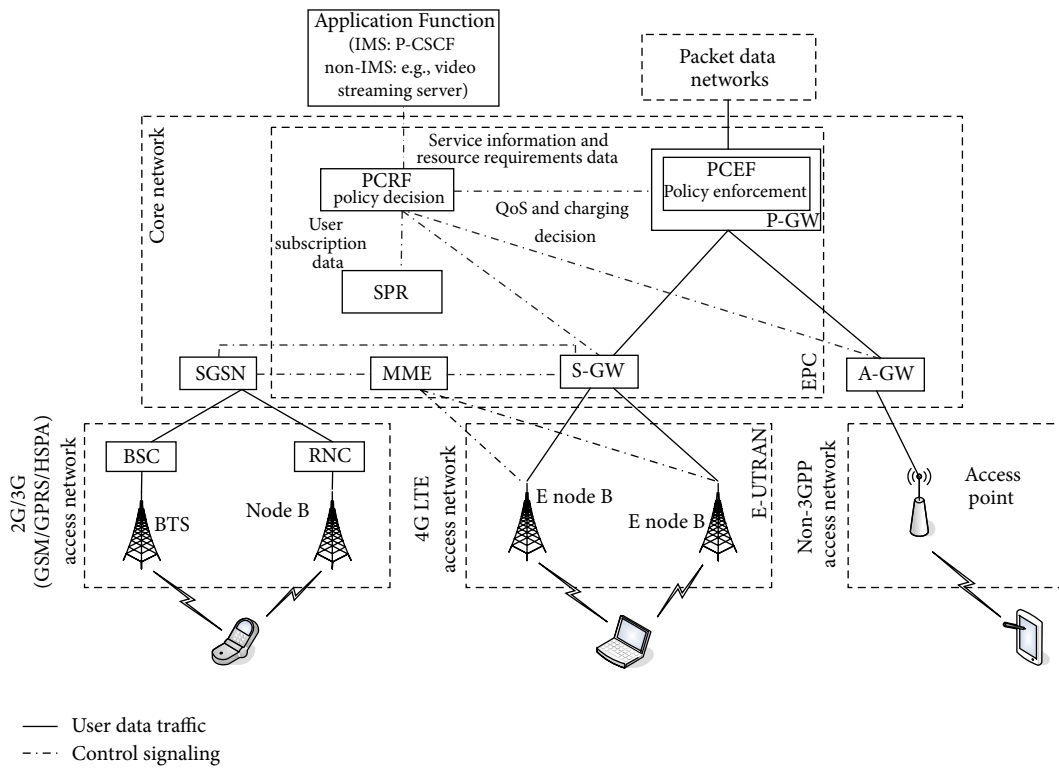 Application Function
(IMS: P-CSCF
non-IMS: e.g., video
streaming server)
Packet data
networks
Core network
Service information and
resource requirements data
PCRF
policy decision
PCEF
Policy enforcement
P-GW
QoS and charging
decision
User
subscription
data
SPR
SGSN
MME
S-GW
EPC
A-GW
2G/3G
(GSM/GPRS/HSPA)
access network
BSC
RNC
BTS
Node B
4G LTE
access network
E node B
E node B
E-UTRAN
Non-3GPP
access network
Access
point
User data traffic
Control signaling